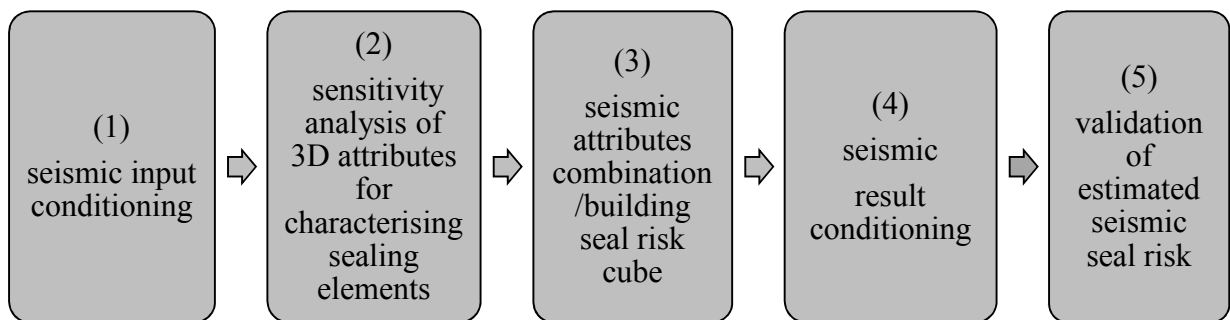 (1)
seismic input
conditioning
(2)
sensitivity
analysis of
3D attributes
for
characterising
sealing
elements
(3)
seismic
attributes
combination
/building
seal risk
cube
(4)
seismic
result
conditioning
(5)
validation
of
estimated
seismic
seal risk